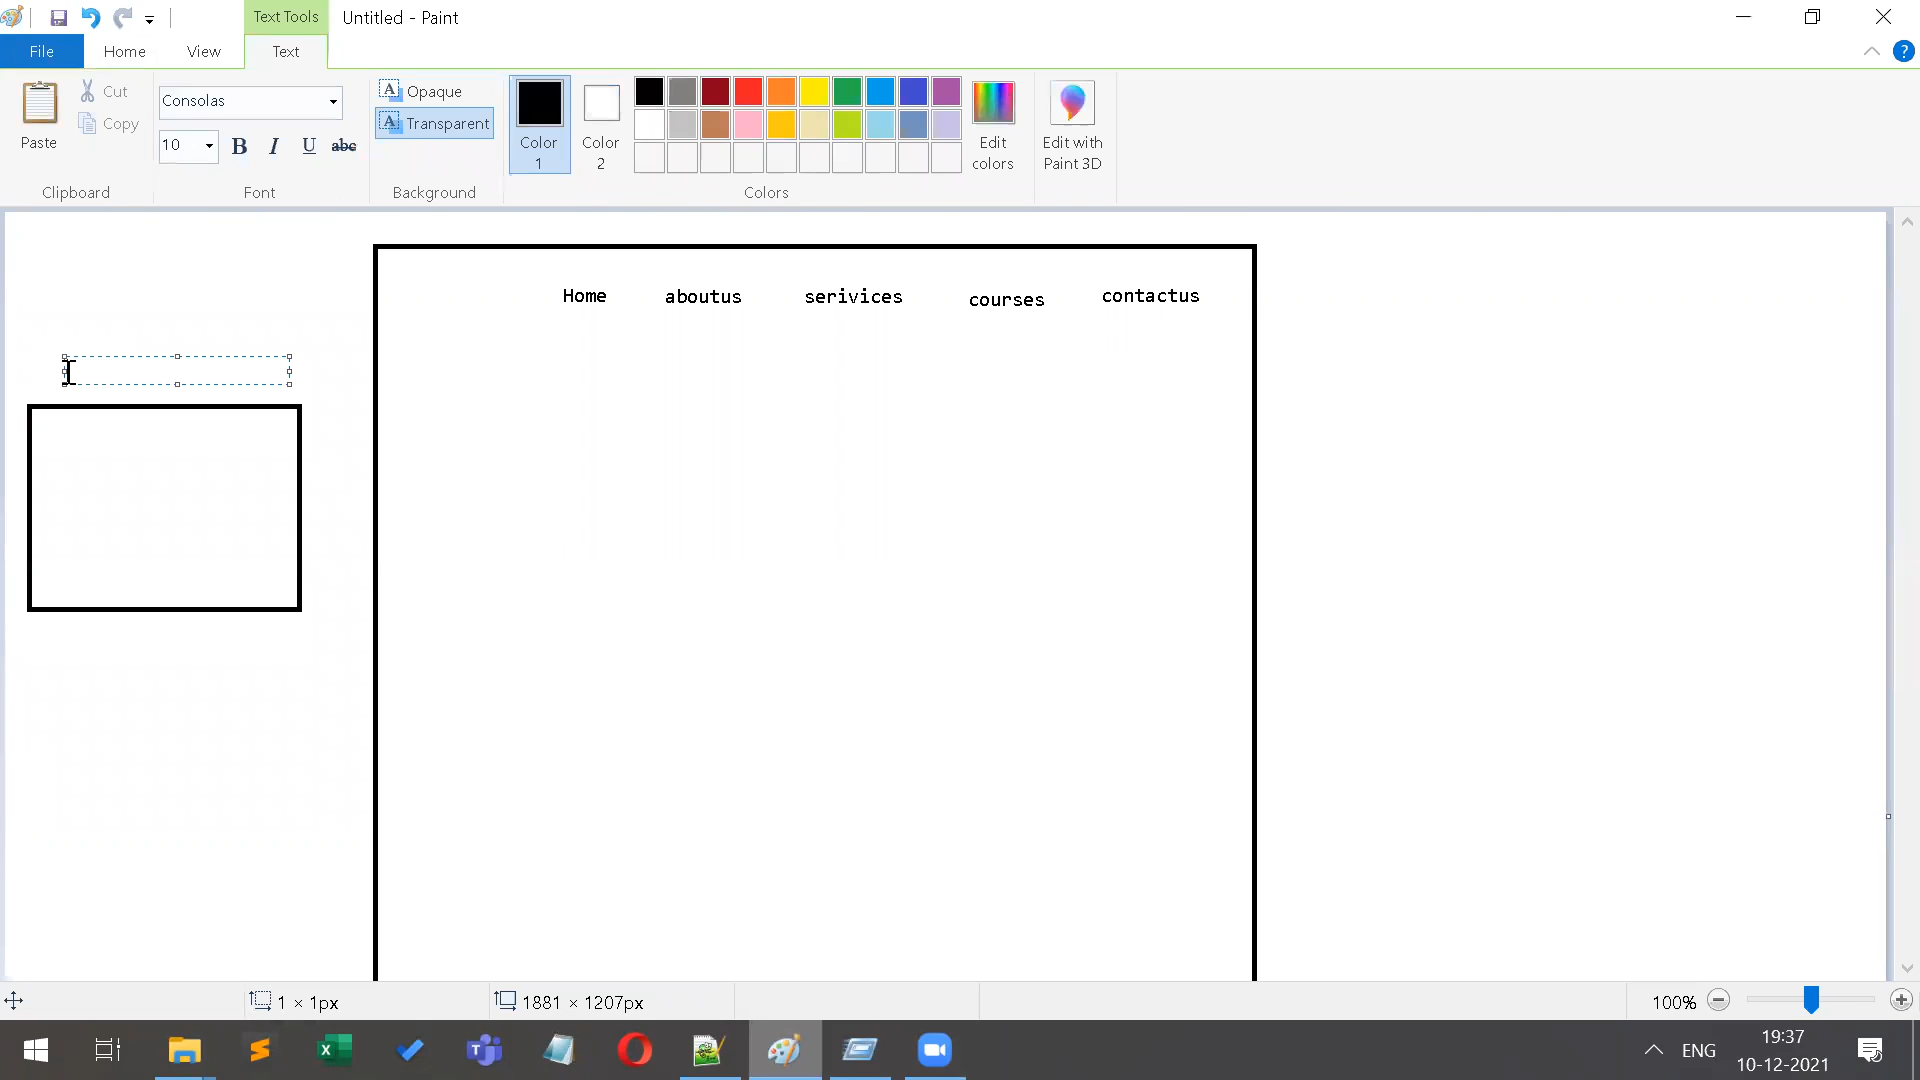 Text Tools
Untitled - Paint
File
Home
View
Text
Paste
Cut
Copy
Clipboard
Consolas
10
B
I
U
abc
Font
A Opaque
A Transparent
Background
Color
1
Color
2
Edit
colors
Colors
Edit with
Paint 3D
Home
aboutus
serivices
courses
contactus
1 × 1px
1881 × 1207px
100%
ENG
19:37
10-12-2021